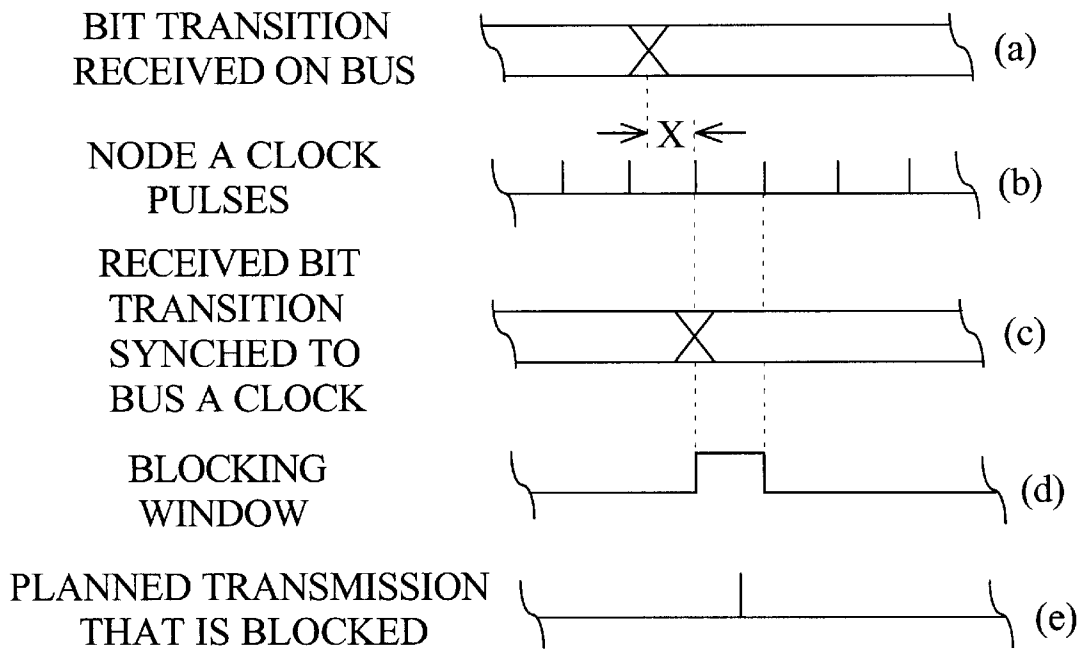 BIT TRANSITION
RECEIVED ON BUS
(a)
X
NODE A CLOCK
PULSES
(b)
RECEIVED BIT
TRANSITION
SYNCHED TO
BUS A CLOCK
(c)
BLOCKING
WINDOW
(d)
PLANNED TRANSMISSION
THAT IS BLOCKED
(e)